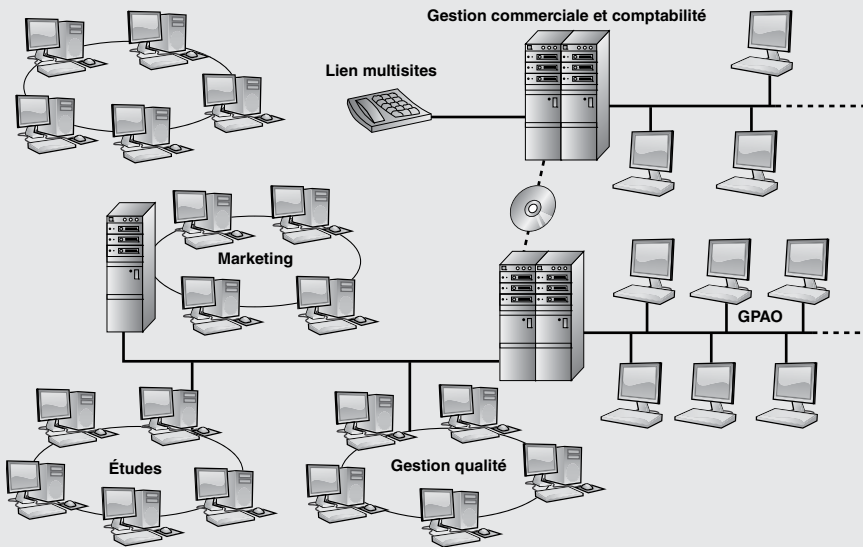 Gestion commerciale et comptabilité
Lien multisites
Marketing
GPAO
Études
Gestion qualité